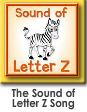 Sound of
Letter Z
The Sound of
Letter Z Song